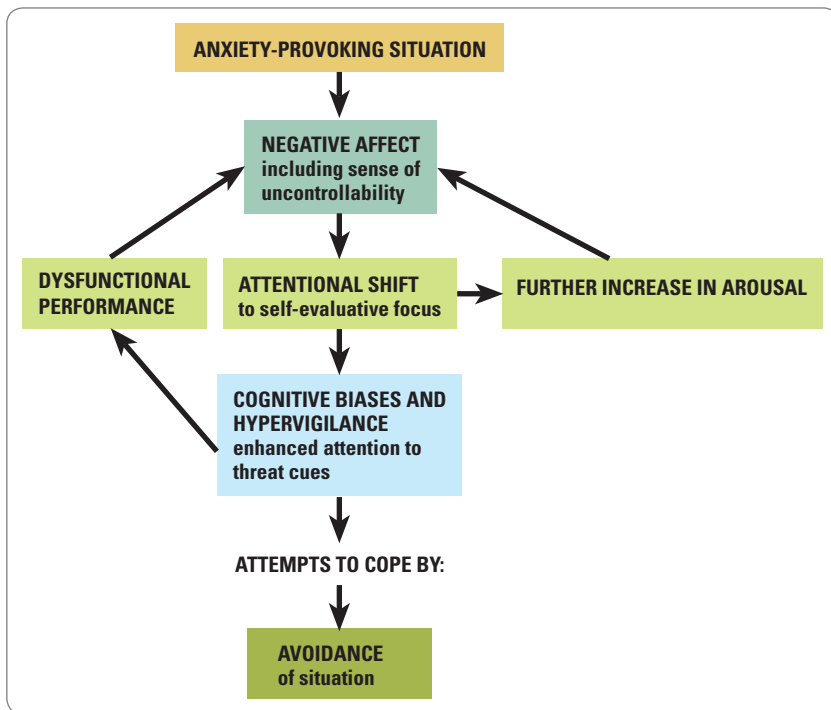 ANXIETY-PROVOKING SITUATION
NEGATIVE AFFECT
including sense of
uncontrollability
DYSFUNCTIONAL
PERFORMANCE
ATTENTIONAL SHIFT
to self-evaluative focus
FURTHER INCREASE IN AROUSAL
COGNITIVE BIASES AND
HYPERVIGILANCE
enhanced attention to
threat cues
ATTEMPTS TO COPE BY:
AVOIDANCE
of situation